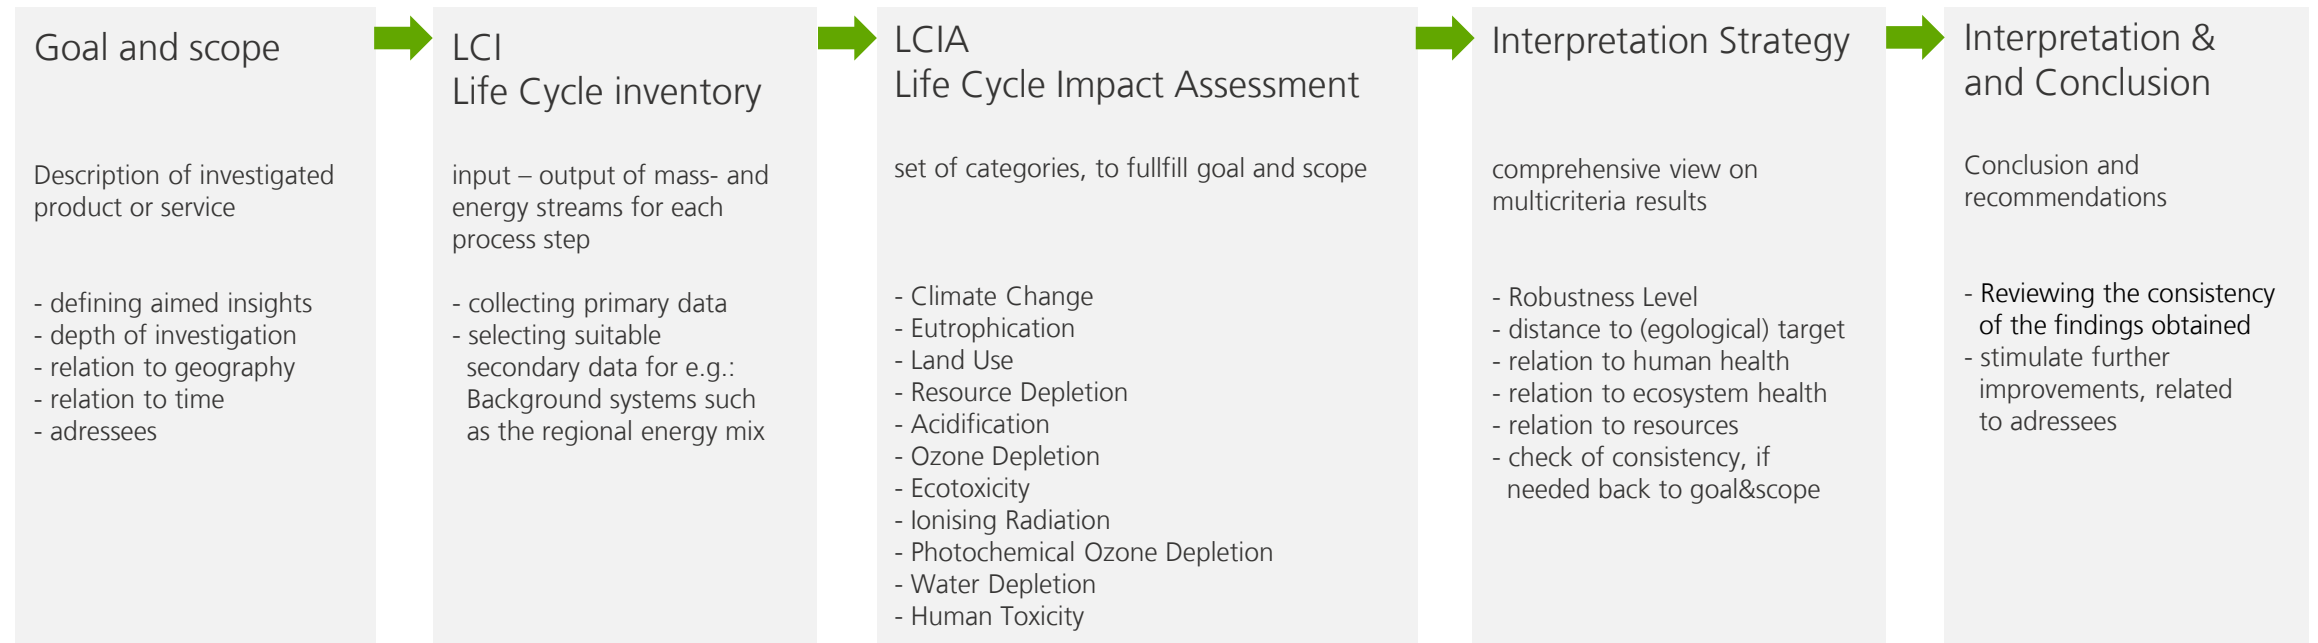 Goal and scope
Description of investigated
product or service
- defining aimed insights
- depth of investigation
- relation to geography
- relation to time
- adressees
LCI
Life Cycle inventory
input – output of mass- and
energy streams for each
process step
- collecting primary data
- selecting suitable
secondary data for e.g.:
Background systems such
as the regional energy mix
LCIA
Life Cycle Impact Assessment
set of categories, to fullfill goal and scope
- Climate Change
- Eutrophication
- Land Use
- Resource Depletion
- Acidification
- Ozone Depletion
- Ecotoxicity
- Ionising Radiation
- Photochemical Ozone Depletion
- Water Depletion
- Human Toxicity
Interpretation Strategy
comprehensive view on
multicriteria results
- Robustness Level
- distance to (egological) target
- relation to human health
- relation to ecosystem health
- relation to resources
- check of consistency, if
needed back to goal&scope
Interpretation &
and Conclusion
Conclusion and
recommendations
- Reviewing the consistency
of the findings obtained
- stimulate further
improvements, related
to adressees